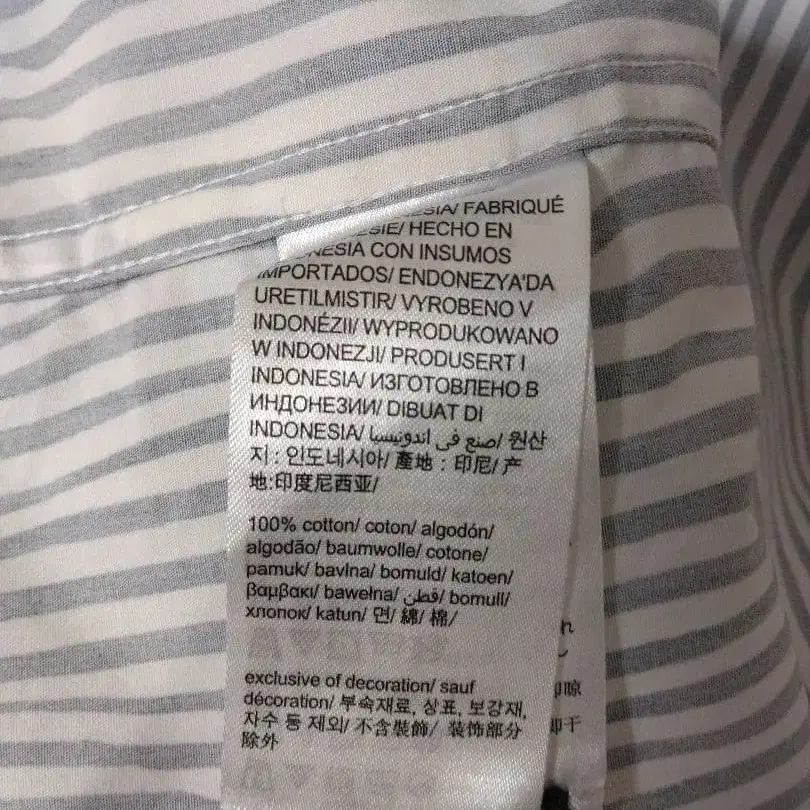 FABRIQUÉ
HECHO EN
CON INSUMOS
IMPORTADOS/ ENDONEZYA'DA
URETILMISTIR/ VYROBENO V
INDONÉZII/ WYPRODUKOWANO
W INDONEZJI/ PRODUSERT I
INDONESIA/ ИЗГОТОВЛЕНО В
ИНДОНЕЗИИ/ DIBUAT DI
INDONESIA/ صنع في اندونيسيا/ 원산
지 : 인도네시아/ 產地 : 印尼/ 产
地:印度尼西亚/
100% cotton/ coton/ algodón/
algodão/ baumwolle/ cotone/
pamuk/ bavlna/ bomuld/ katoen/
βαμβακι/ bawełna/ قطن/ bomull/
хлопок/ katun/ 면/ 綿/ 棉/
exclusive of decoration/ sauf
décoration/ 부속재료, 상표, 보강재,
자수 등 제외/ 不含裝飾/ 装饰部分
除外